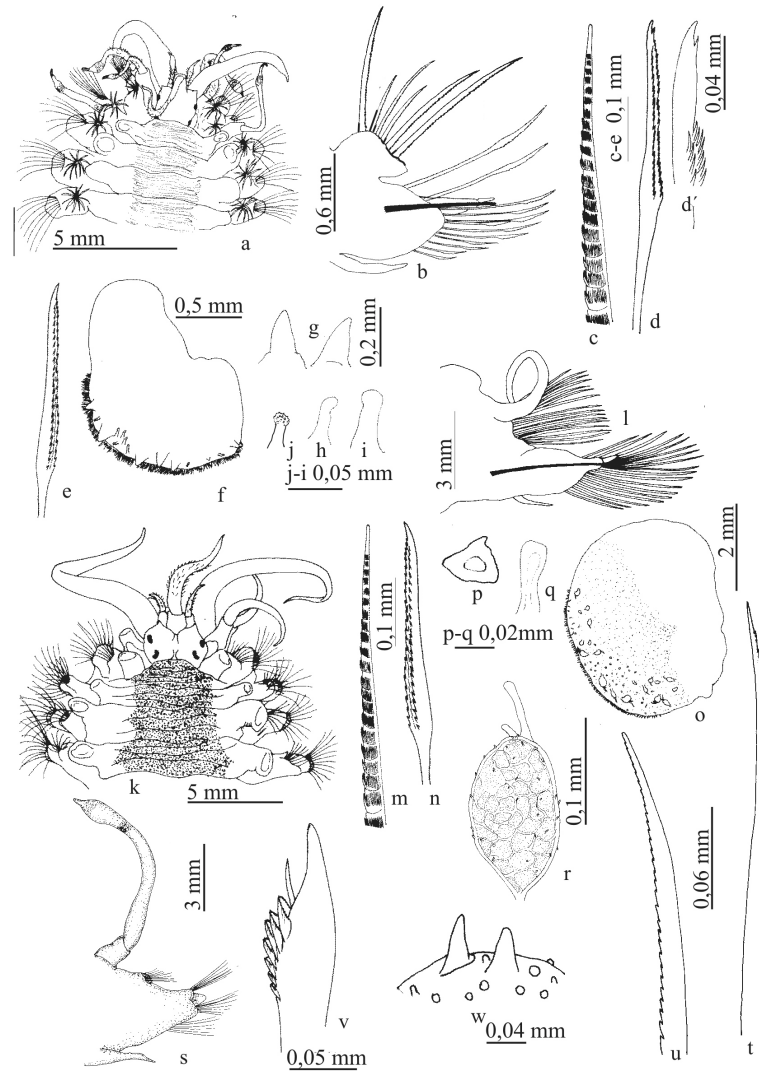 5 mm
a
0,6 mm
b
c-e 0,1 mm
c
d
0,04 mm
d´
e
0,5 mm
f
g
0,2 mm
j h i
j-i 0,05 mm
3 mm
l
k
5 mm
0,1 mm
m n
p q
p-q 0,02mm
2 mm
o
0,1 mm
r
3 mm
s
v
0,05 mm
w
0,04 mm
0,06 mm
u
t